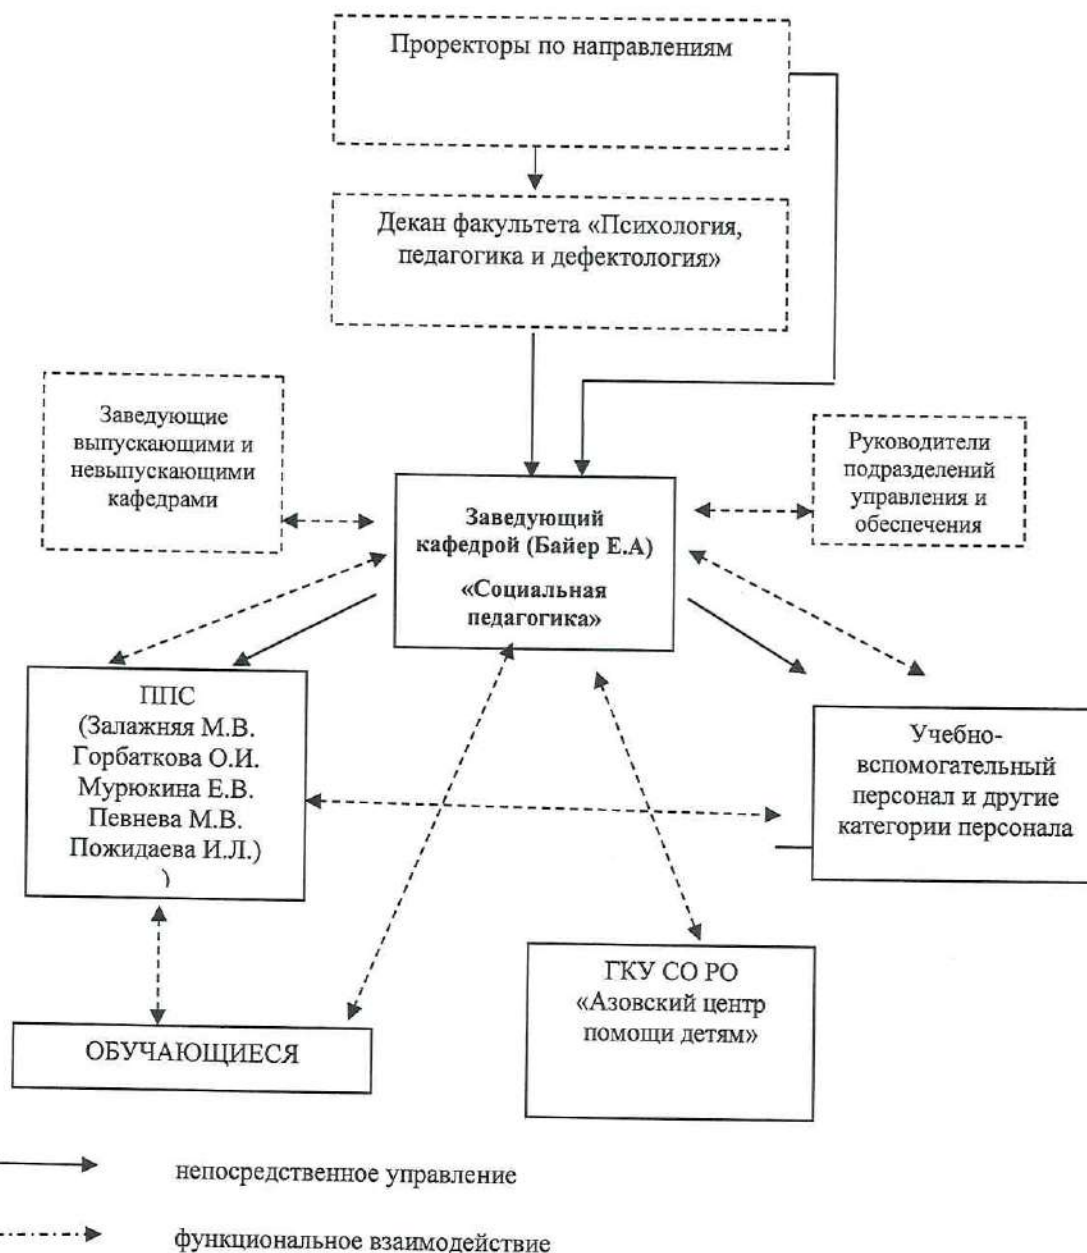 Проректоры по направлениям
Декан факультета «Психология,
педагогика и дефектология»
Заведующие
выпускающими и
невыпускающими
кафедрами
Руководители
подразделений
управления и
обеспечения
Заведующий
кафедрой (Байер Е.А)
«Социальная
педагогика»
ППС
(Залажняя М.В.
Горбаткова О.И.
Мурюкина Е.В.
Певнева М.В.
Пожидаева И.Л.)
)
Учебно-
вспомогательный
персонал и другие
категории персонала
ГКУ СО РО
«Азовский центр
помощи детям»
ОБУЧАЮЩИЕСЯ
непосредственное управление
функциональное взаимодействие